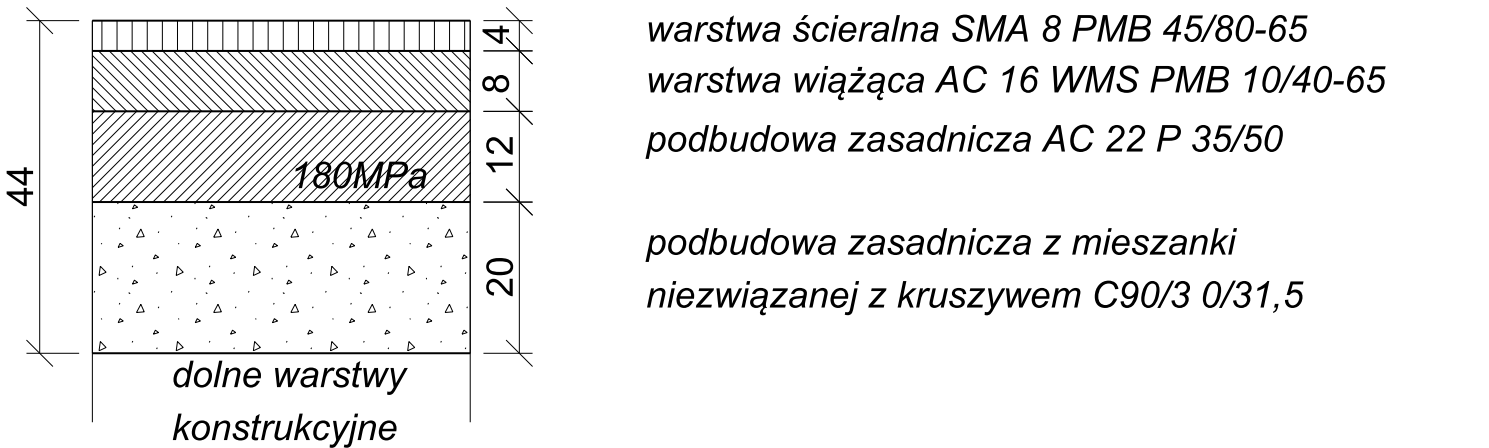 44
4
8
12
20
180MPa
dolne warstwy
konstrukcyjne
warstwa ścieralna SMA 8 PMB 45/80-65
warstwa wiążąca AC 16 WMS PMB 10/40-65
podbudowa zasadnicza AC 22 P 35/50
podbudowa zasadnicza z mieszanki
niezwiązanej z kruszywem C90/3 0/31,5